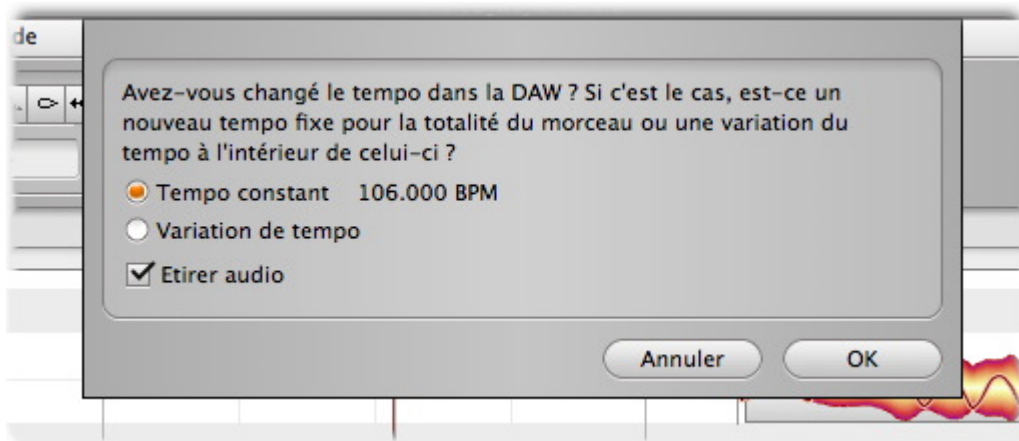 de
Avez-vous changé le tempo dans la DAW ? Si c'est le cas, est-ce un
nouveau tempo fixe pour la totalité du morceau ou une variation du
tempo à l'intérieur de celui-ci ?
Tempo constant 106.000 BPM
Variation de tempo
Etirer audio
Annuler OK